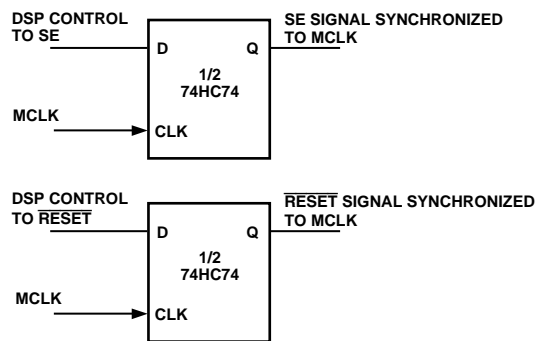 DSP CONTROL
TO SE
SE SIGNAL SYNCHRONIZED
TO MCLK
D
Q
1/2
74HC74
MCLK
CLK
DSP CONTROL
TO RESET
RESET SIGNAL SYNCHRONIZED
TO MCLK
D
Q
1/2
74HC74
MCLK
CLK